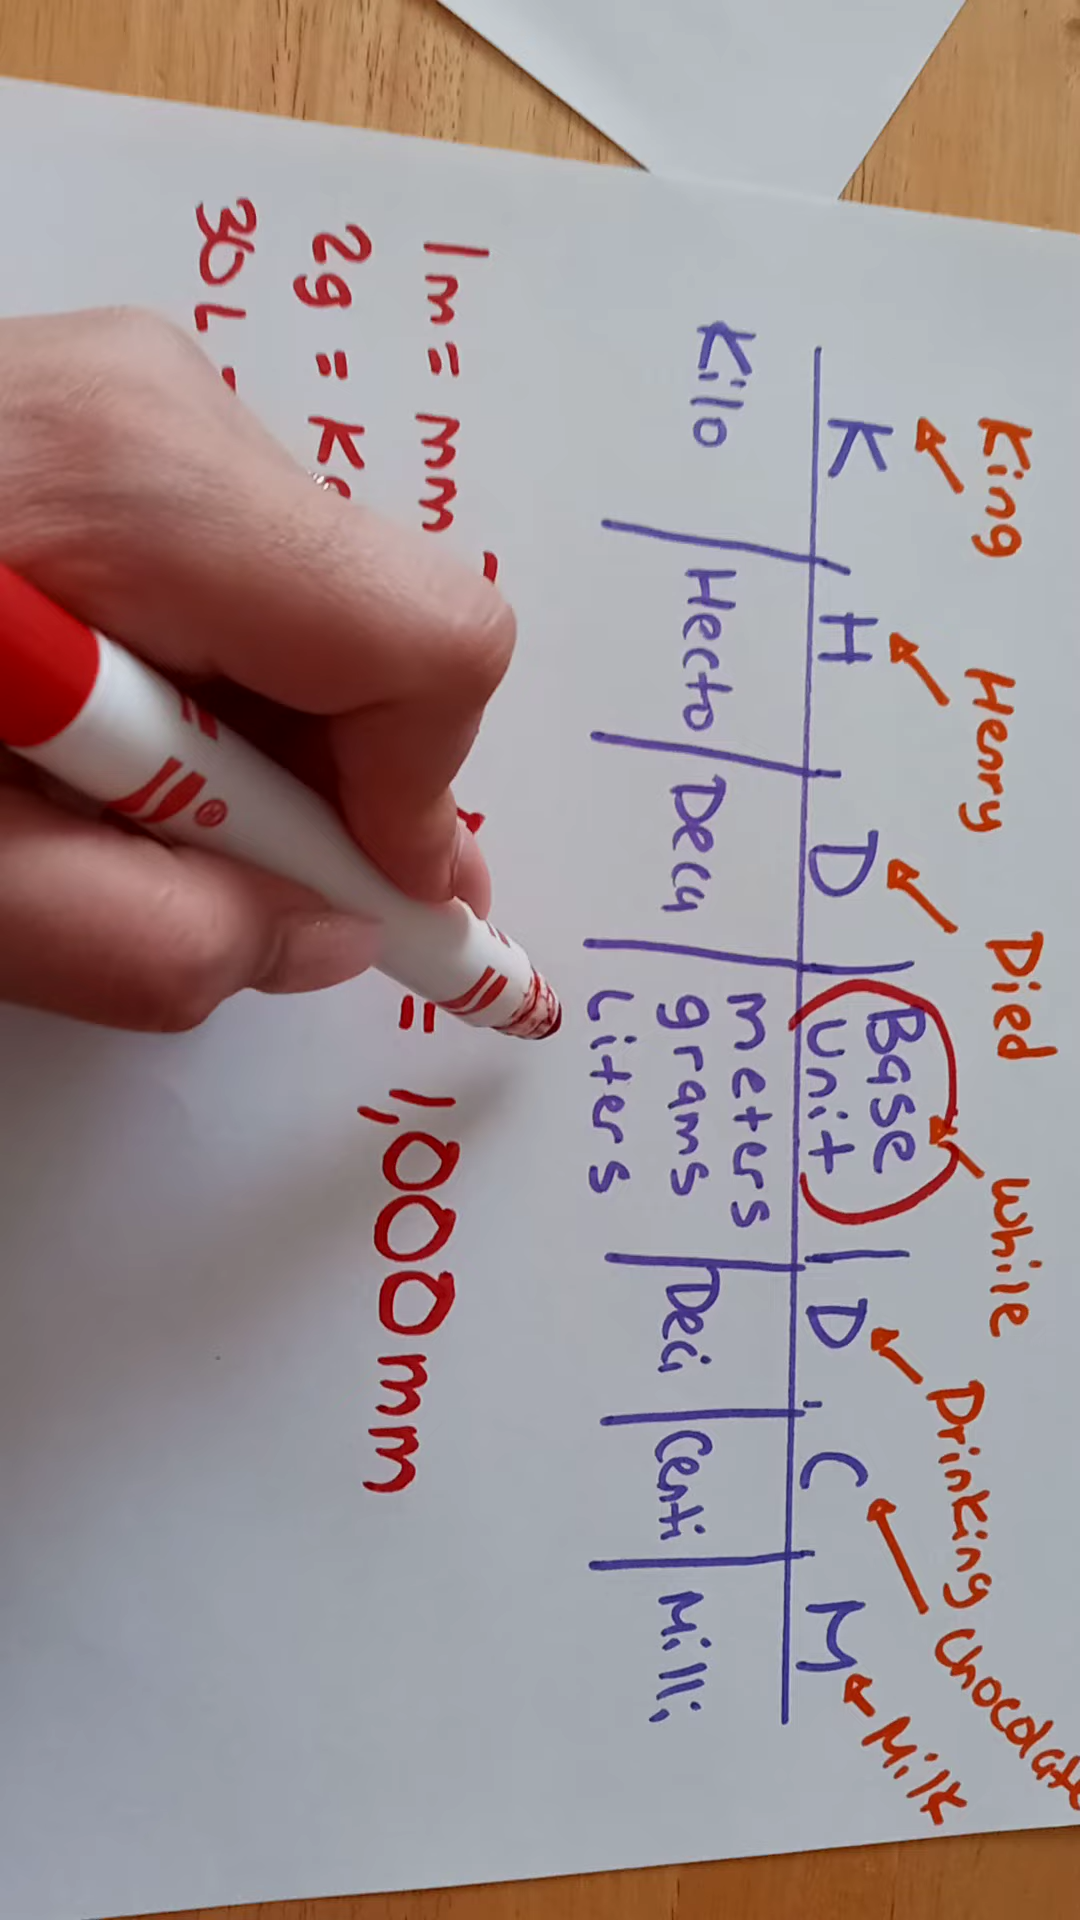 King Henry Died while Drinking Chocolate Milk
K H D Base Unit D C M
Kilo Hecto Deca meters grams Liters Deci Centi Milli
1m = mm
= 1,000mm
2g =
30L